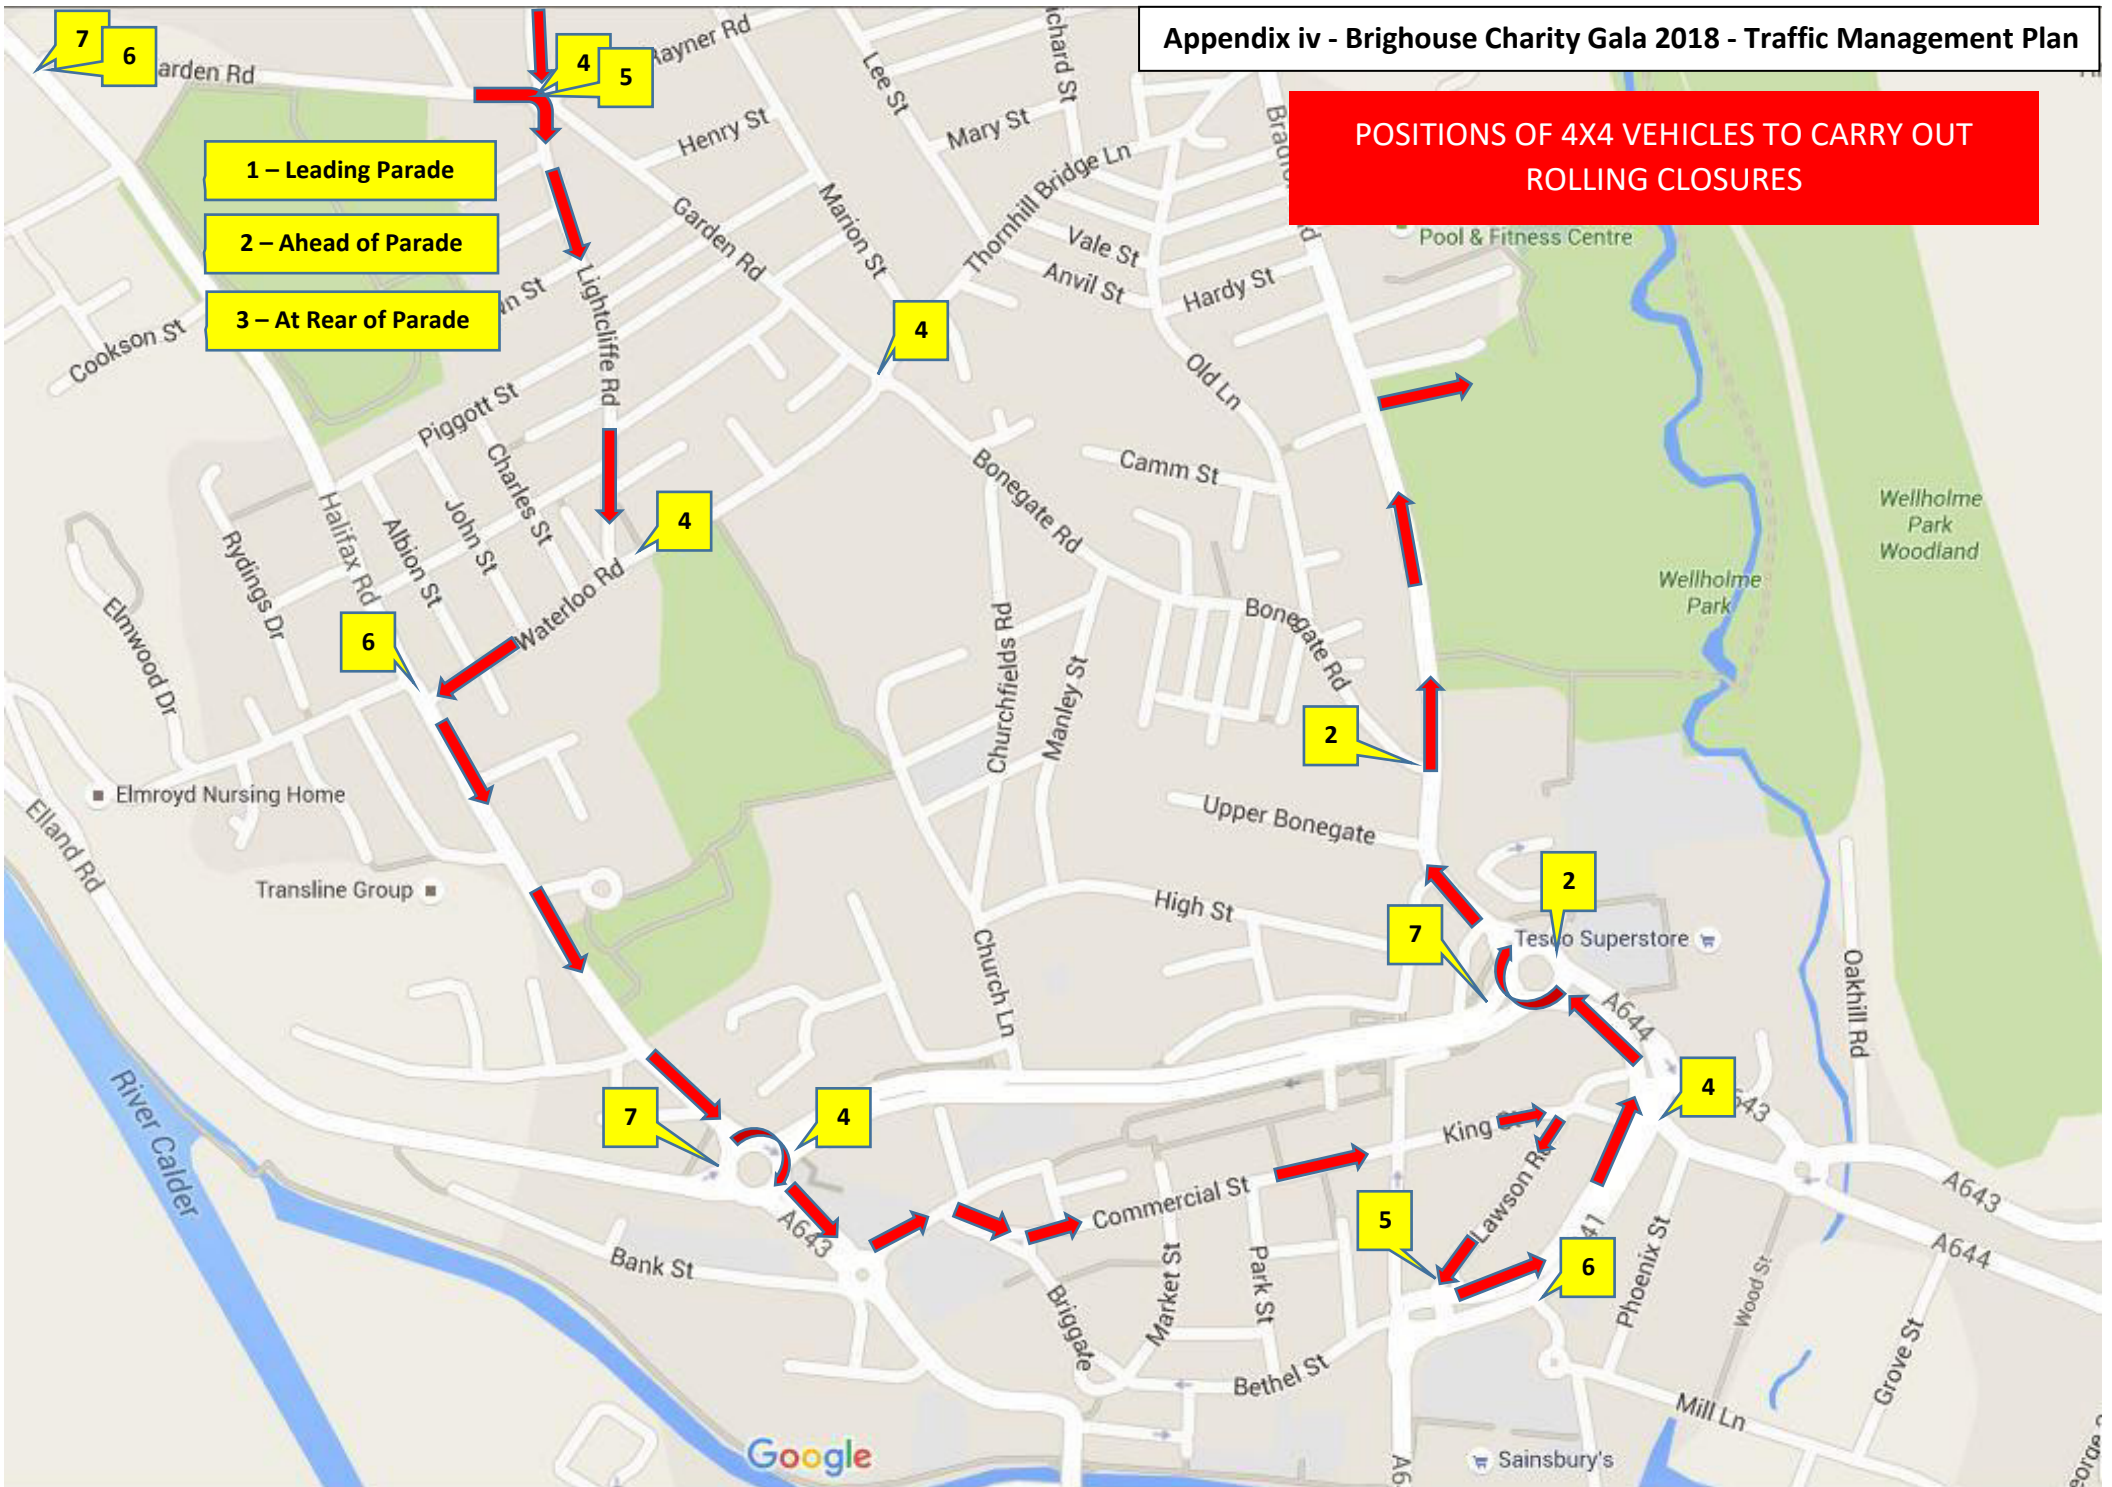 Appendix iv - Brighouse Charity Gala 2018 - Traffic Management Plan
POSITIONS OF 4X4 VEHICLES TO CARRY OUT
ROLLING CLOSURES
7
6
arden Rd
4
5
ayner Rd
1 – Leading Parade
2 – Ahead of Parade
3 – At Rear of Parade
Lee St
ichard St
Henry St
Mary St
Thornhill Bridge Ln
Marion St
Garden Rd
Vale St
Anvil St
Hardy St
Pool & Fitness Centre
Cookson St
Lightcliffe Rd
4
Old Ln
Piggott St
Charles St
John St
Albion St
Halifax Rd
Rydings Dr
Elmwood Dr
4
Waterloo Rd
6
Bonegate Rd
Camm St
Churchfields Rd
Manley St
Bonegate Rd
Wellholme
Park
Woodland
Wellholme
Park
2
Elmroyd Nursing Home
Elland Rd
Upper Bonegate
Transline Group
High St
Church Ln
7
2
Tesco Superstore
A644
Oakhill Rd
River Calder
7
4
4
King St
Lawson Rd
A643
Commercial St
A643
Bank St
5
6
Market St
Park St
Briggate
Bethel St
Phoenix St
Wood St
A643
A644
Grove St
Mill Ln
Google
Sainsbury's
A6